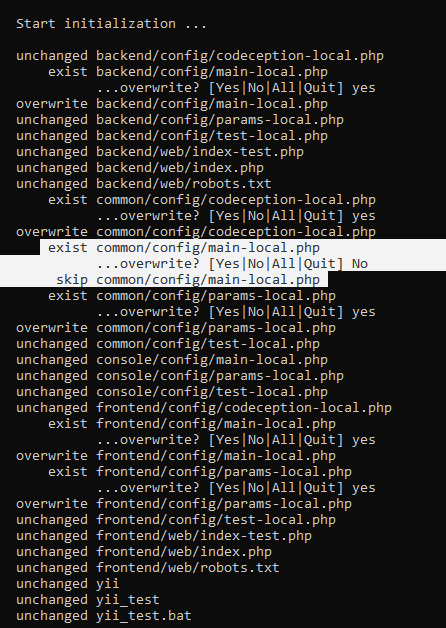 Start initialization ...
unchanged backend/config/codeception-local.php
exist backend/config/main-local.php
...overwrite? [Yes|No|All|Quit] yes
overwrite backend/config/main-local.php
unchanged backend/config/params-local.php
unchanged backend/config/test-local.php
unchanged backend/web/index-test.php
unchanged backend/web/index.php
unchanged backend/web/robots.txt
exist common/config/codeception-local.php
...overwrite? [Yes|No|All|Quit] yes
overwrite common/config/codeception-local.php
exist common/config/main-local.php
...overwrite? [Yes|No|All|Quit] No
skip common/config/main-local.php
exist common/config/params-local.php
...overwrite? [Yes|No|All|Quit] yes
overwrite common/config/params-local.php
unchanged common/config/test-local.php
unchanged console/config/main-local.php
unchanged console/config/params-local.php
unchanged console/config/test-local.php
unchanged frontend/config/codeception-local.php
exist frontend/config/main-local.php
...overwrite? [Yes|No|All|Quit] yes
overwrite frontend/config/main-local.php
exist frontend/config/params-local.php
...overwrite? [Yes|No|All|Quit] yes
overwrite frontend/config/params-local.php
unchanged frontend/config/test-local.php
unchanged frontend/web/index-test.php
unchanged frontend/web/index.php
unchanged frontend/web/robots.txt
unchanged yii
unchanged yii_test
unchanged yii_test.bat